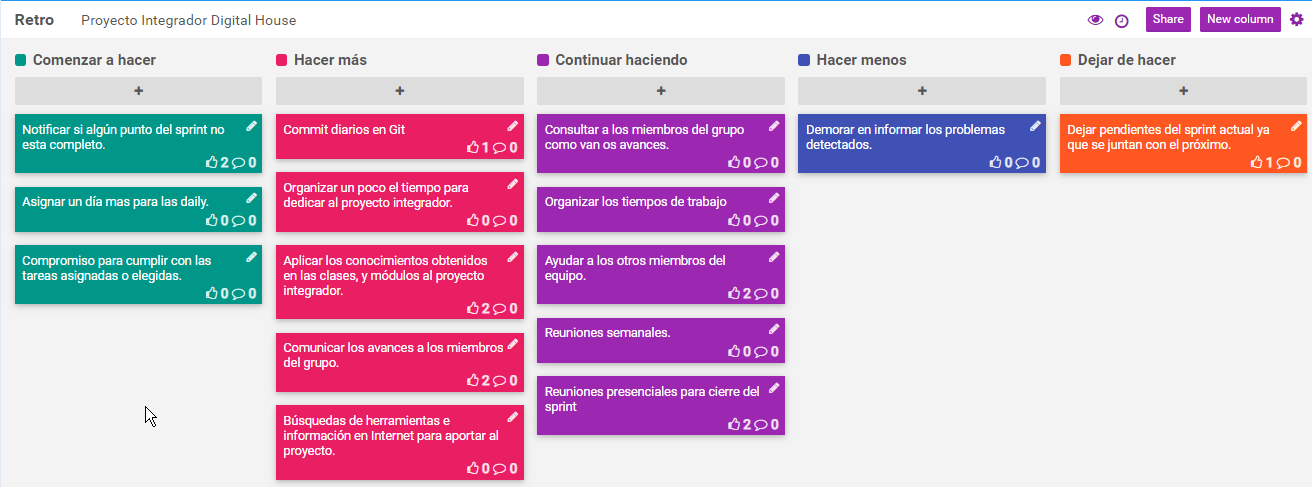 Retro Proyecto Integrador Digital House Share New column
Comenzar a hacer
+
Notificar si algún punto del sprint no
esta completo.
2 0
Asignar un día mas para las daily.
0 0
Compromiso para cumplir con las
tareas asignadas o elegidas.
0 0
Hacer más
+
Commit diarios en Git
1 0
Organizar un poco el tiempo para
dedicar al proyecto integrador.
0 0
Aplicar los conocimientos obtenidos
en las clases, y módulos al proyecto
integrador.
2 0
Comunicar los avances a los miembros
del grupo.
2 0
Búsquedas de herramientas e
información en Internet para aportar al
proyecto.
0 0
Continuar haciendo
+
Consultar a los miembros del grupo
como van os avances.
0 0
Organizar los tiempos de trabajo
0 0
Ayudar a los otros miembros del
equipo.
2 0
Reuniones semanales.
0 0
Reuniones presenciales para cierre del
sprint
2 0
Hacer menos
+
Demorar en informar los problemas
detectados.
0 0
Dejar de hacer
+
Dejar pendientes del sprint actual ya
que se juntan con el próximo.
1 0